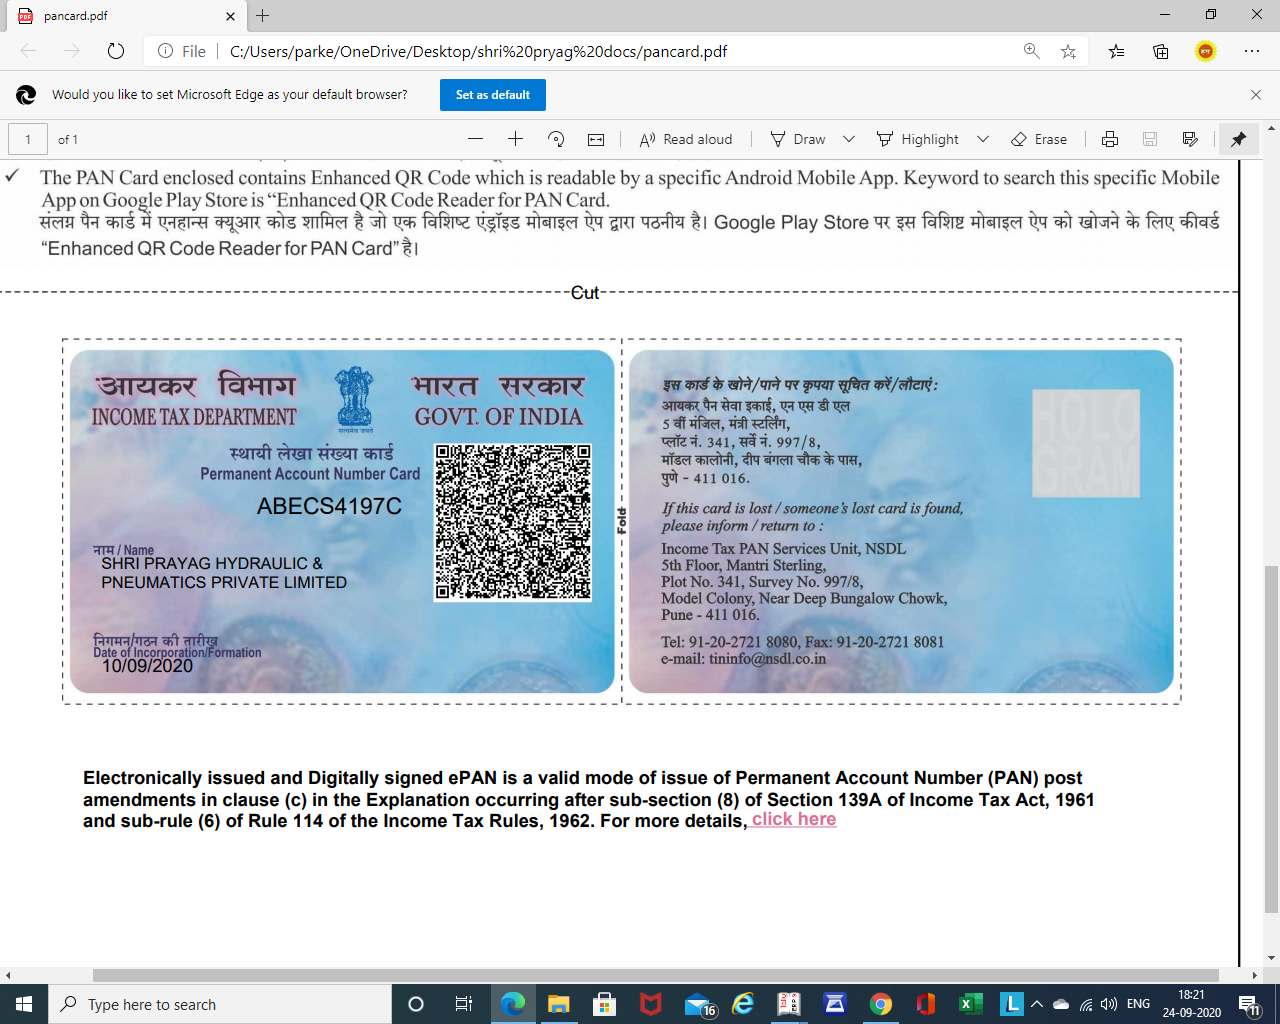 pancard.pdf
File
C:/Users/parke/OneDrive/Desktop/shri%20pryag%20docs/pancard.pdf
Would you like to set Microsoft Edge as your default browser?
Set as default
1 of 1
Read aloud
Draw
Highlight
Erase
The PAN Card enclosed contains Enhanced QR Code which is readable by a specific Android Mobile App. Keyword to search this specific Mobile
App on Google Play Store is “Enhanced QR Code Reader for PAN Card.
संलग्न पैन कार्ड में एनहान्स क्यूआर कोड शामिल है जो एक विशिष्ट एंड्रॉइड मोबाइल ऐप द्वारा पठनीय है। Google Play Store पर इस विशिष्ट मोबाइल ऐप को खोजने के लिए कीवर्ड
“Enhanced QR Code Reader for PAN Card” है।
Cut
आयकर विभाग
INCOME TAX DEPARTMENT
सत्यमेव जयते
भारत सरकार
GOVT. OF INDIA
स्थायी लेखा संख्या कार्ड
Permanent Account Number Card
ABECS4197C
नाम / Name
SHRI PRAYAG HYDRAULIC &
PNEUMATICS PRIVATE LIMITED
निगमन/गठन की तारीख
Date of Incorporation/Formation
10/09/2020
Fold
इस कार्ड के खोने/पाने पर कृपया सूचित करें/लौटाएं :
आयकर पैन सेवा इकाई, एन एस डी एल
5 वीं मंजिल, मंत्री स्टर्लिंग,
प्लॉट नं. 341, सर्वे नं. 997/8,
मॉडल कालोनी, दीप बंगला चौक के पास,
पुणे - 411 016.
If this card is lost / someone's lost card is found,
please inform / return to :
Income Tax PAN Services Unit, NSDL
5th Floor, Mantri Sterling,
Plot No. 341, Survey No. 997/8,
Model Colony, Near Deep Bungalow Chowk,
Pune - 411 016.
Tel: 91-20-2721 8080, Fax: 91-20-2721 8081
e-mail: tininfo@nsdl.co.in
Electronically issued and Digitally signed ePAN is a valid mode of issue of Permanent Account Number (PAN) post
amendments in clause (c) in the Explanation occurring after sub-section (8) of Section 139A of Income Tax Act, 1961
and sub-rule (6) of Rule 114 of the Income Tax Rules, 1962. For more details, click here
Type here to search
16
ENG
18:21
24-09-2020
11